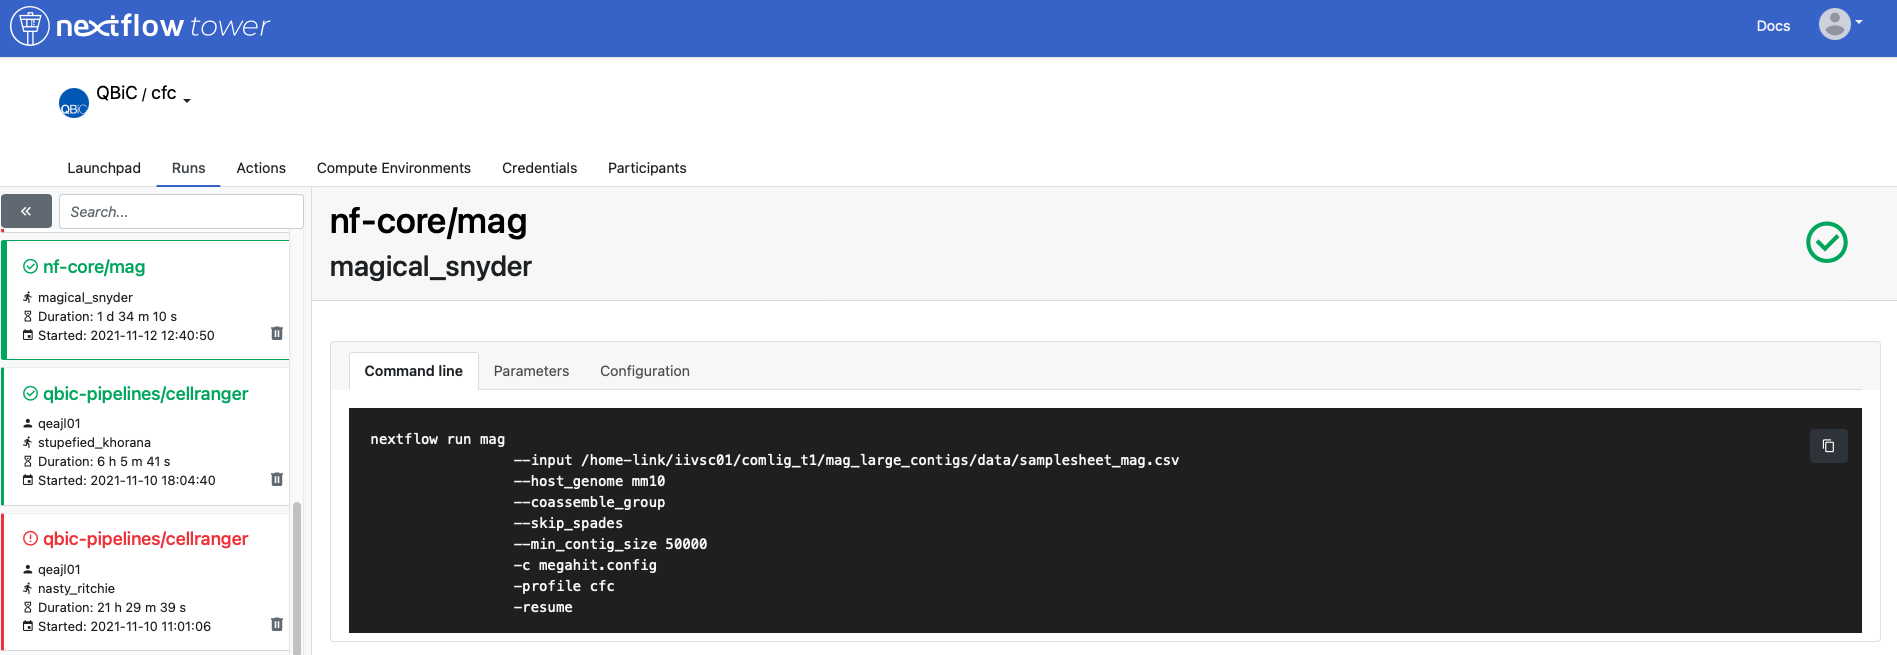 nextflow tower
Docs
QBiC
QBiC / cfc
Launchpad Runs Actions Compute Environments Credentials Participants
« Search...
nf-core/mag
magical_snyder
Duration: 1 d 34 m 10 s
Started: 2021-11-12 12:40:50
qbic-pipelines/cellranger
qeajl01
stupefied_khorana
Duration: 6 h 5 m 41 s
Started: 2021-11-10 18:04:40
qbic-pipelines/cellranger
qeajl01
nasty_ritchie
Duration: 21 h 29 m 39 s
Started: 2021-11-10 11:01:06
nf-core/mag
magical_snyder
Command line Parameters Configuration
nextflow run mag
--input /home-link/iivsc01/comlig_t1/mag_large_contigs/data/samplesheet_mag.csv
--host_genome mm10
--coassemble_group
--skip_spades
--min_contig_size 50000
-c megahit.config
-profile cfc
-resume